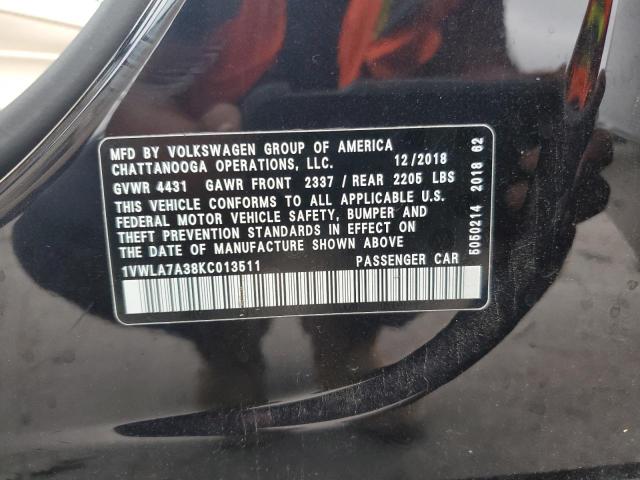 MFD BY VOLKSWAGEN GROUP OF AMERICA
CHATTANOOGA OPERATIONS, LLC. 12/2018
GVWR 4431 GAWR FRONT 2337 / REAR 2205 LBS
THIS VEHICLE CONFORMS TO ALL APPLICABLE U.S.
FEDERAL MOTOR VEHICLE SAFETY, BUMPER AND
THEFT PREVENTION STANDARDS IN EFFECT ON
THE DATE OF MANUFACTURE SHOWN ABOVE
1VWLA7A38KC013511 PASSENGER CAR
5050214 2018 82